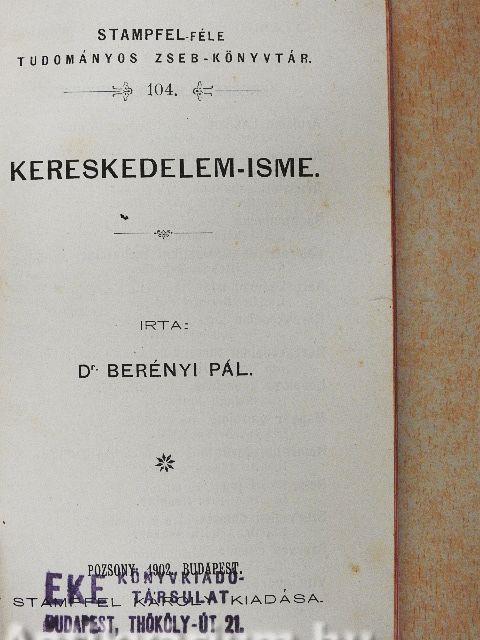 STAMPFEL-FÉLE
TUDOMÁNYOS ZSEB-KÖNYVTÁR.
104.
KERESKEDELEM-ISME.
IRTA:
Dr. BERÉNYI PÁL.
POZSONY, 1902. BUDAPEST.
STAMPFEL KÁROLY KIADÁSA.
EKE KÖNYVKIADÓ-
TÁRSULAT
BUDAPEST, THÖKÖLY-ÚT 21.